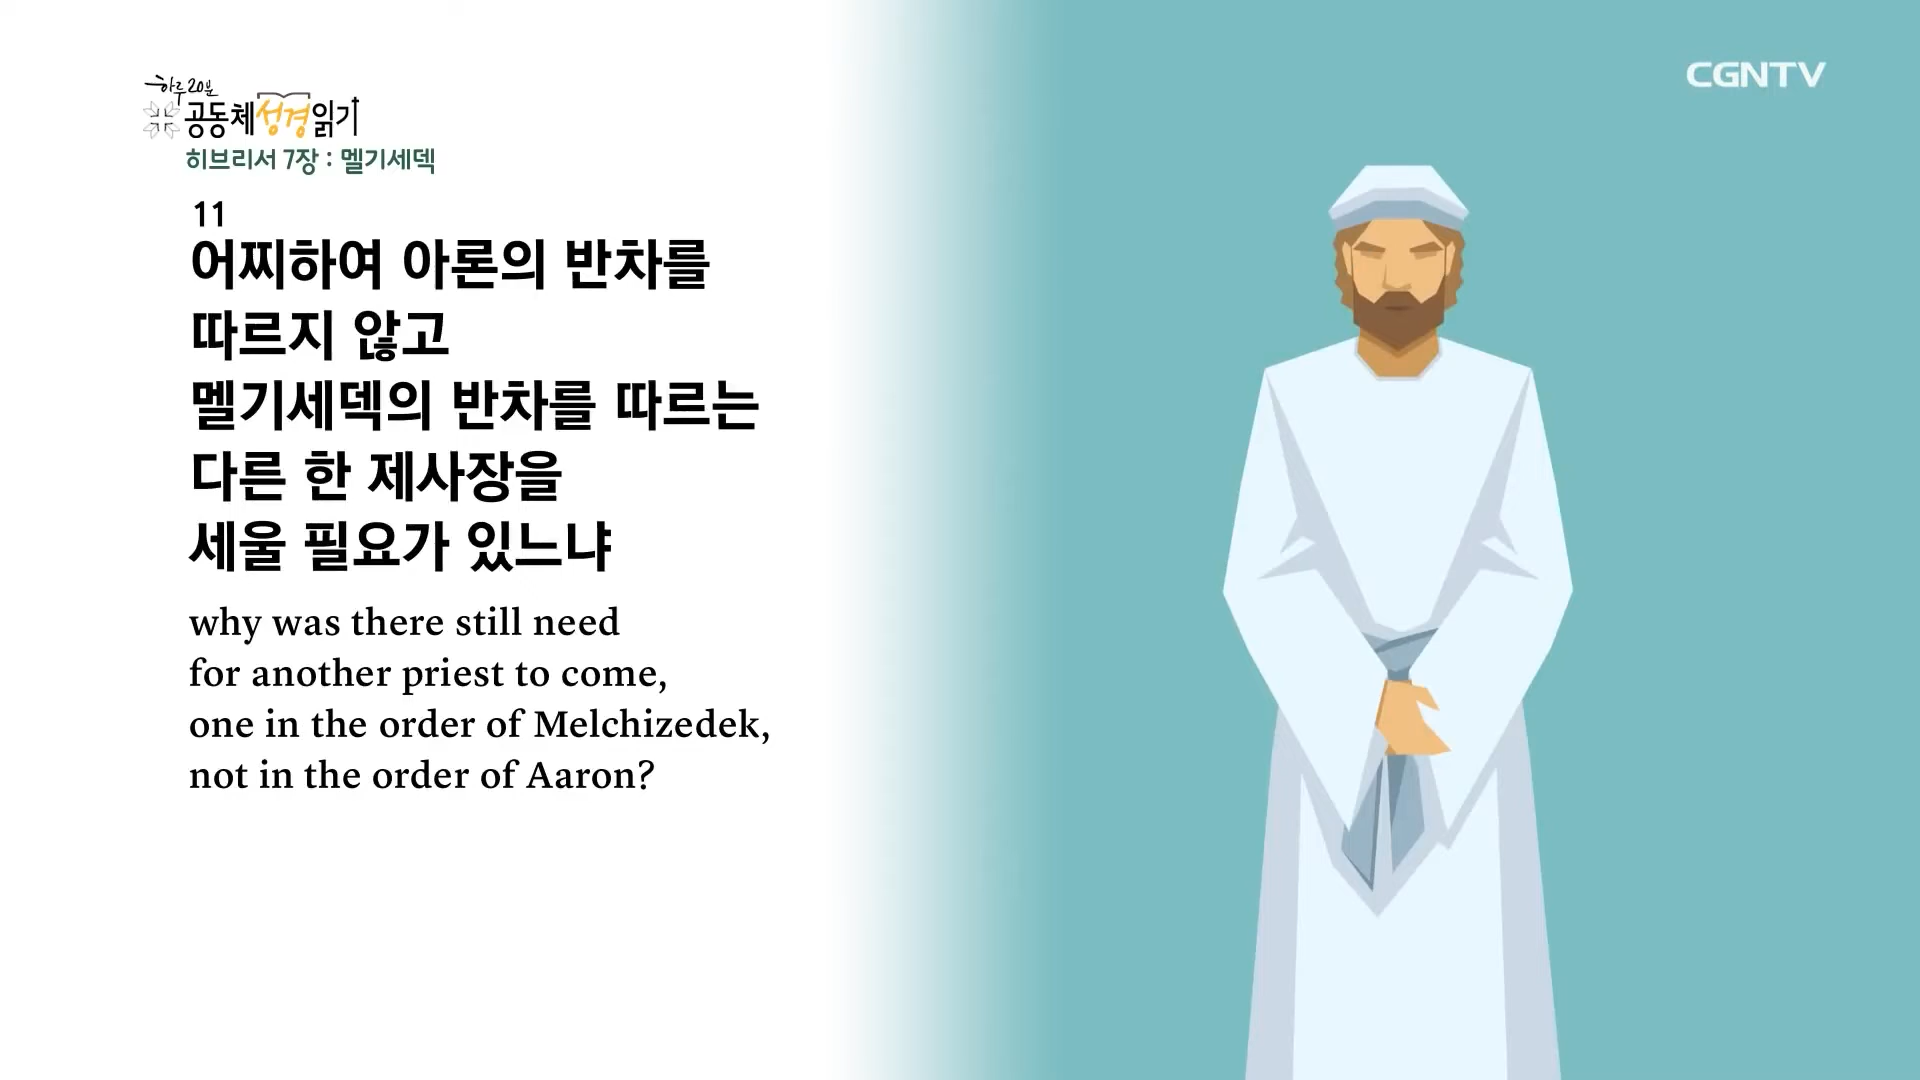 하루 20분
공동체성경읽기
CGNTV
히브리서 7장 : 멜기세덱
11
어찌하여 아론의 반차를
따르지 않고
멜기세덱의 반차를 따르는
다른 한 제사장을
세울 필요가 있느냐
why was there still need
for another priest to come,
one in the order of Melchizedek,
not in the order of Aaron?